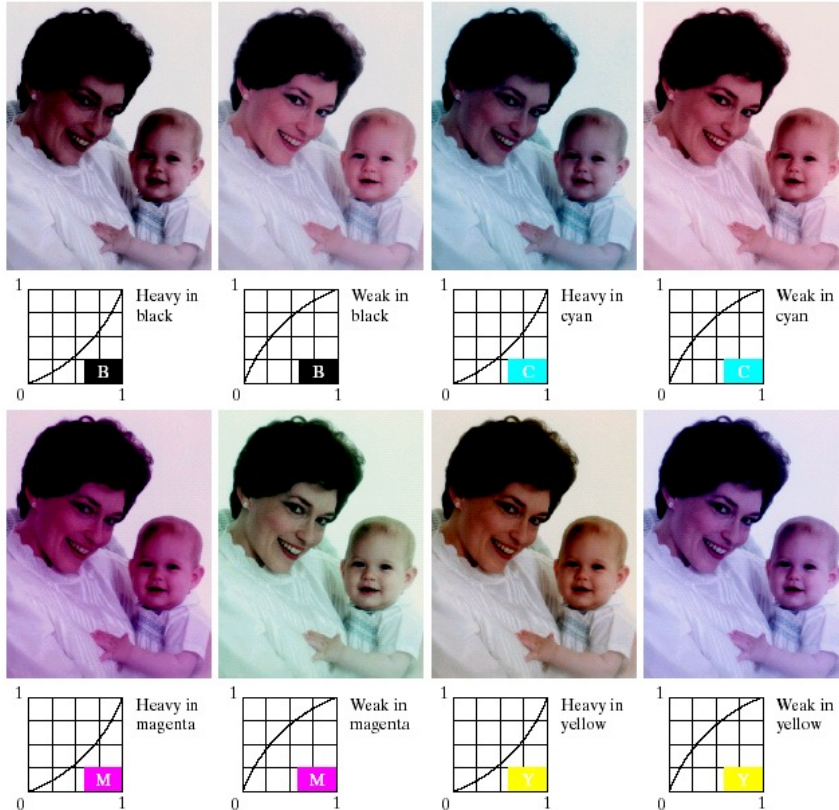 1
Heavy in
black
B
0
1
1
Weak in
black
B
0
1
1
Heavy in
cyan
C
0
1
1
Weak in
cyan
C
0
1
1
Heavy in
magenta
M
0
1
1
Weak in
magenta
M
0
1
1
Heavy in
yellow
Y
0
1
1
Weak in
yellow
Y
0
1